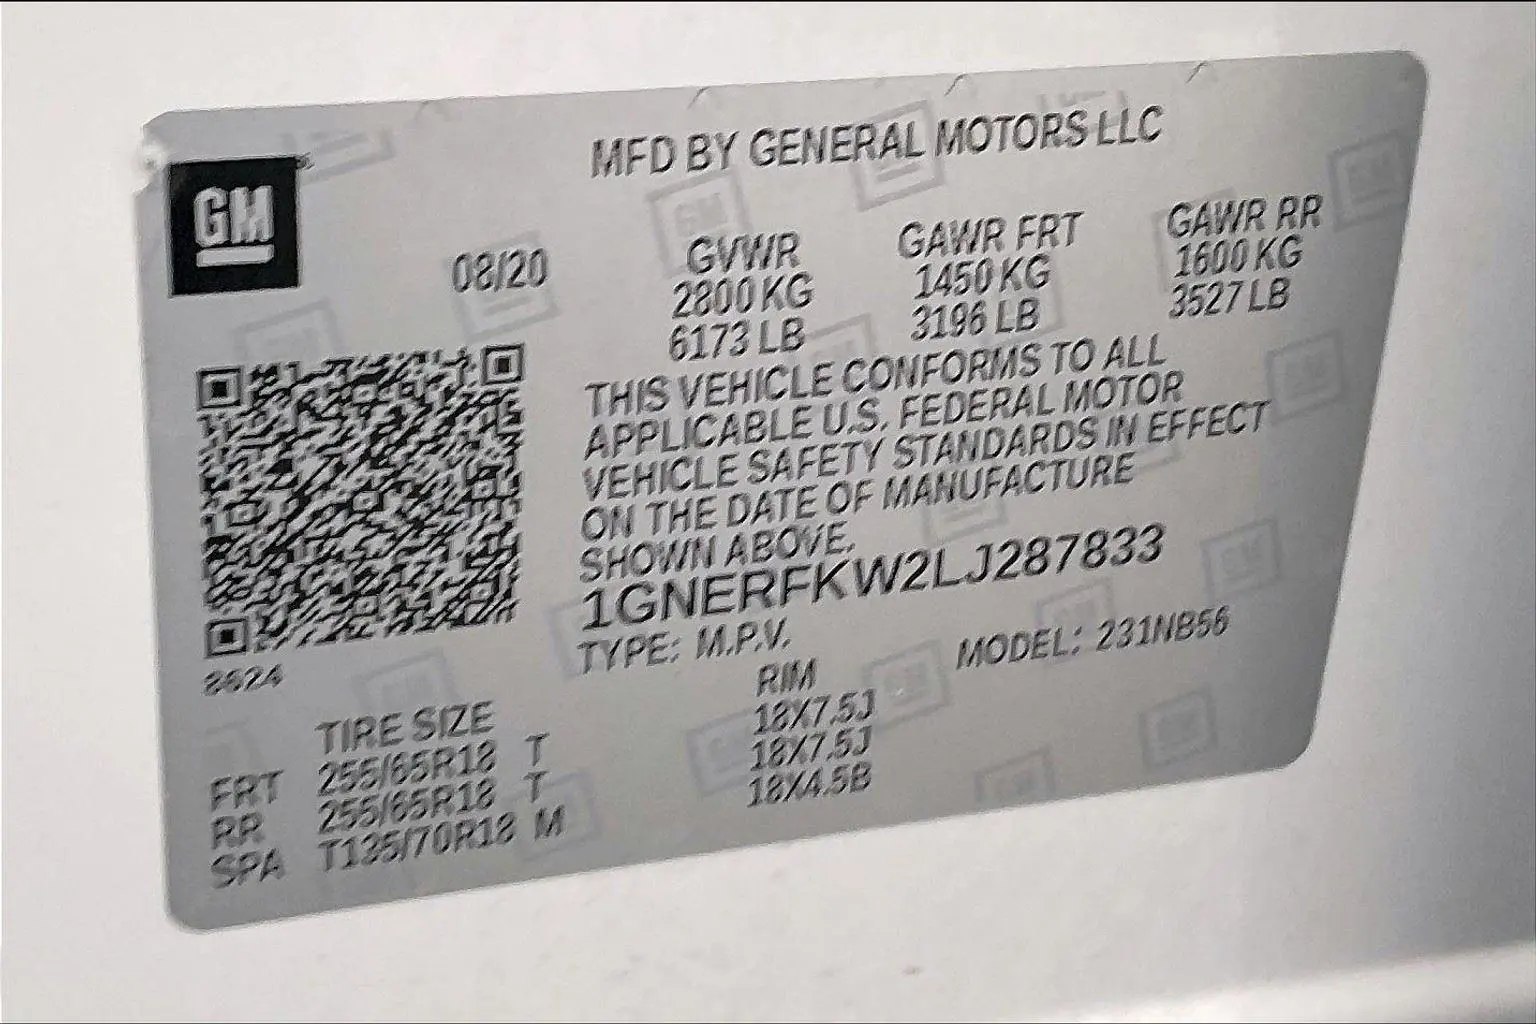 GM
MFD BY GENERAL MOTORS LLC
08/20
GVWR GAWR FRT GAWR RR
2800 KG 1450 KG 1600 KG
6173 LB 3196 LB 3527 LB
THIS VEHICLE CONFORMS TO ALL
APPLICABLE U.S. FEDERAL MOTOR
VEHICLE SAFETY STANDARDS IN EFFECT
ON THE DATE OF MANUFACTURE
SHOWN ABOVE.
1GNERFKW2LJ287833
TYPE: M.P.V. MODEL: 231NB56
8624
TIRE SIZE RIM
FRT 255/65R18 T 18X7.5J
RR 255/65R18 T 18X7.5J
SPA T135/70R18 M 18X4.5B